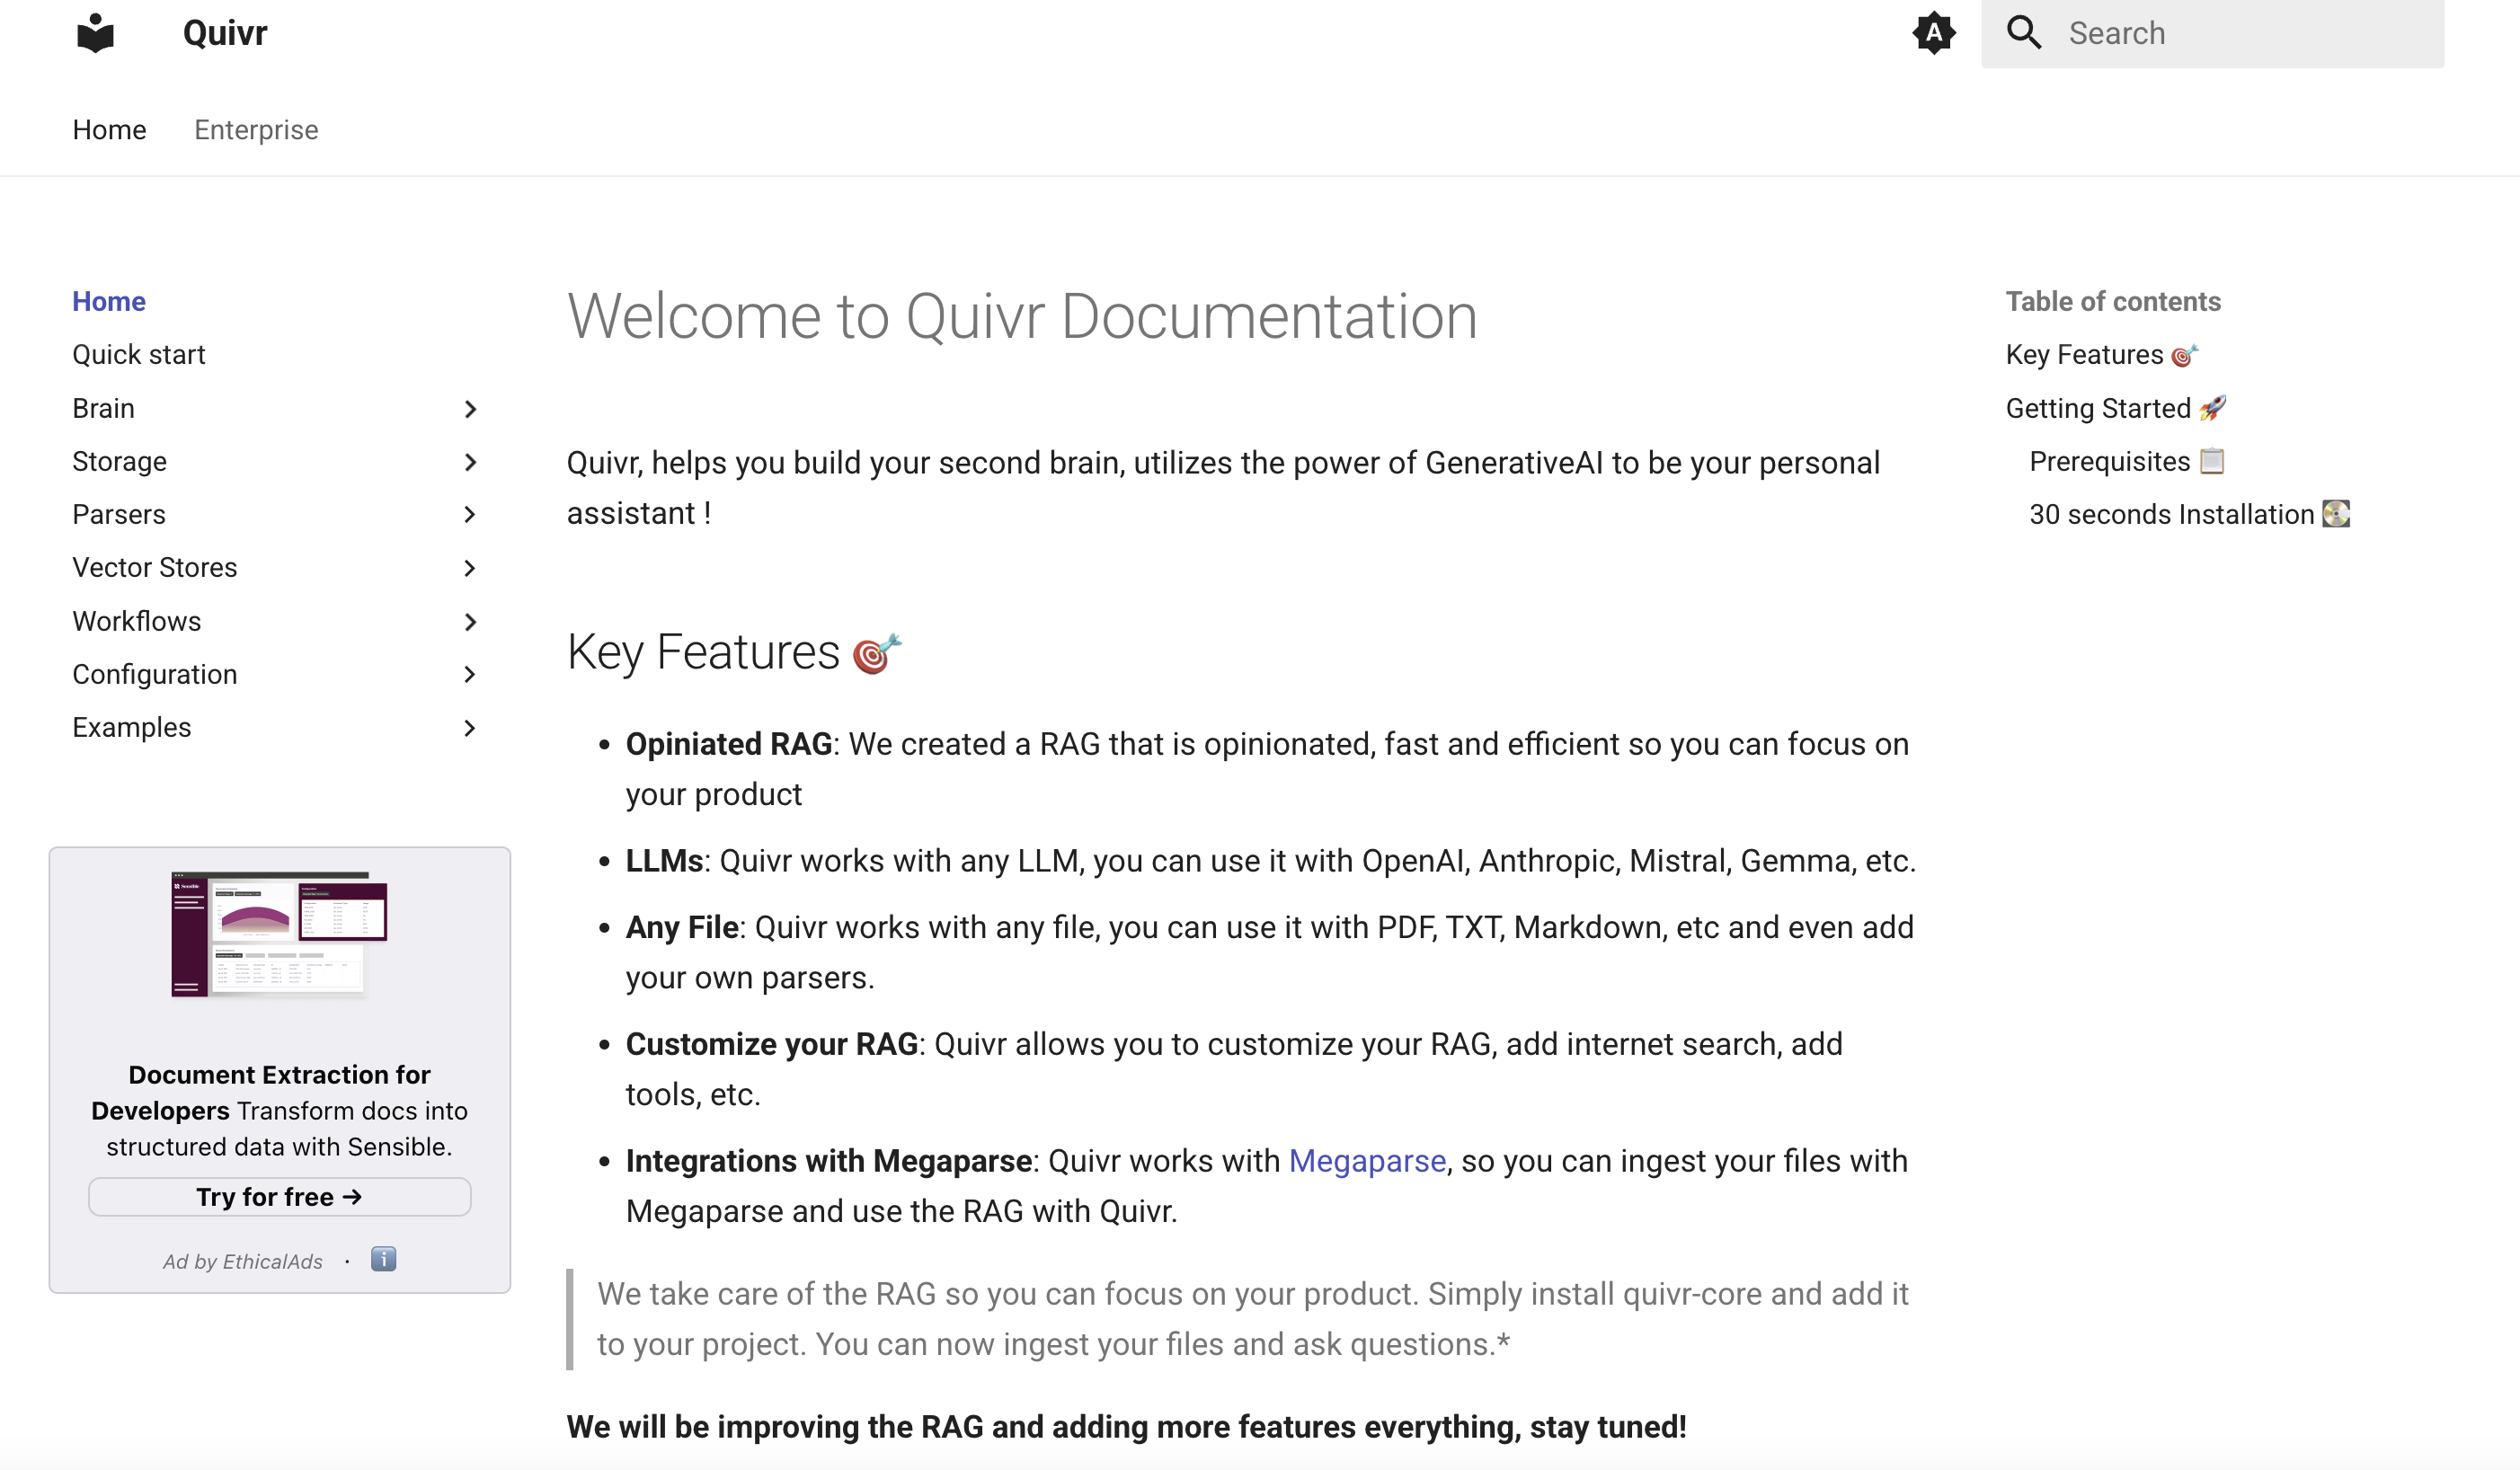 Quivr
A
Search
Home
Enterprise
Home
Quick start
Brain
Storage
Parsers
Vector Stores
Workflows
Configuration
Examples
Sensible
Document Extraction for
Developers Transform docs into
structured data with Sensible.
Try for free →
Ad by EthicalAds · ℹ️
Welcome to Quivr Documentation
Quivr, helps you build your second brain, utilizes the power of GenerativeAI to be your personal
assistant !
Key Features 🎯
• Opiniated RAG: We created a RAG that is opinionated, fast and efficient so you can focus on
your product
• LLMs: Quivr works with any LLM, you can use it with OpenAI, Anthropic, Mistral, Gemma, etc.
• Any File: Quivr works with any file, you can use it with PDF, TXT, Markdown, etc and even add
your own parsers.
• Customize your RAG: Quivr allows you to customize your RAG, add internet search, add
tools, etc.
• Integrations with Megaparse: Quivr works with Megaparse, so you can ingest your files with
Megaparse and use the RAG with Quivr.
We take care of the RAG so you can focus on your product. Simply install quivr-core and add it
to your project. You can now ingest your files and ask questions.*
We will be improving the RAG and adding more features everything, stay tuned!
Table of contents
Key Features 🎯
Getting Started 🚀
Prerequisites 📋
30 seconds Installation 💽